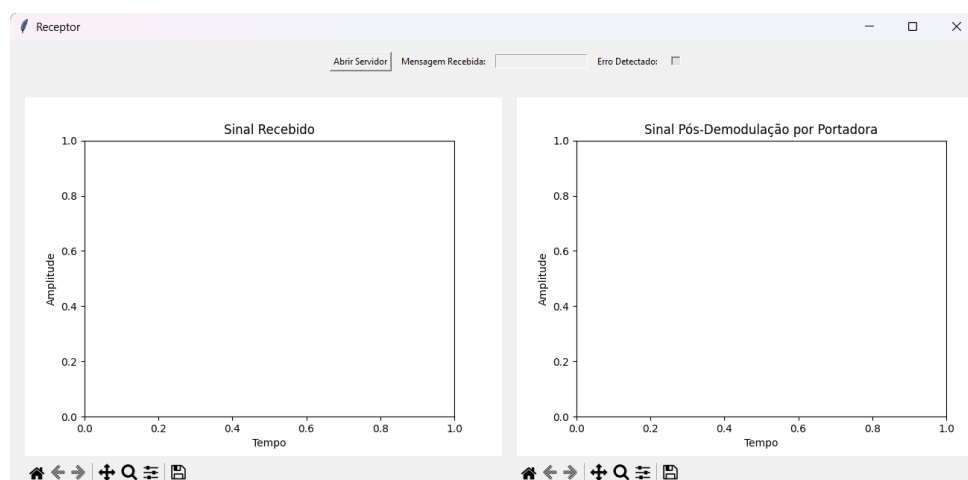 Receptor
Abrir Servidor Mensagem Recebida: Erro Detectado:
Sinal Recebido
1.0
0.8
0.6
0.4
0.2
0.0
Amplitude
0.0 0.2 0.4 0.6 0.8 1.0
Tempo
Sinal Pós-Demodulação por Portadora
1.0
0.8
0.6
0.4
0.2
0.0
Amplitude
0.0 0.2 0.4 0.6 0.8 1.0
Tempo